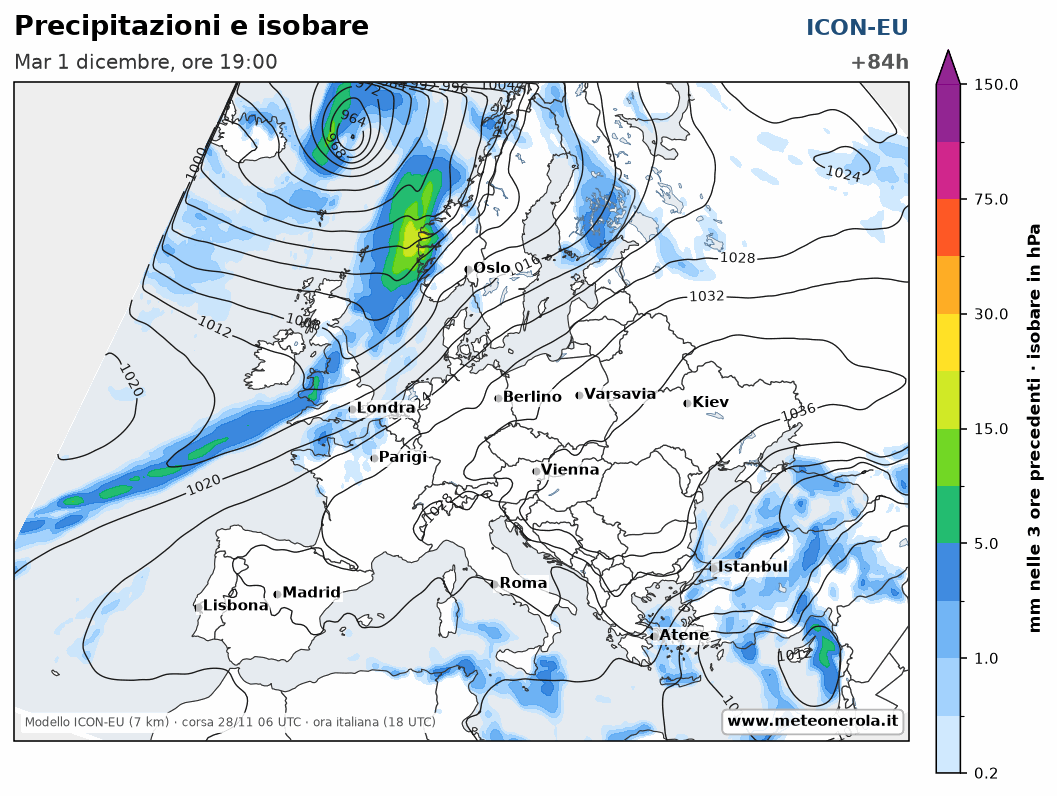 Precipitazioni e isobare
ICON-EU
Mar 1 dicembre, ore 19:00
+84h
150.0
75.0
30.0
15.0
5.0
1.0
0.2
mm nelle 3 ore precedenti · isobare in hPa
996
1004
964
968
1000
1024
1028
1032
1016
1012
1020
1036
1020
1028
1012
Oslo
Londra
Berlino
Varsavia
Kiev
Parigi
Vienna
Istanbul
Roma
Madrid
Lisbona
Atene
Modello ICON-EU (7 km) · corsa 28/11 06 UTC · ora italiana (18 UTC)
www.meteonerola.it